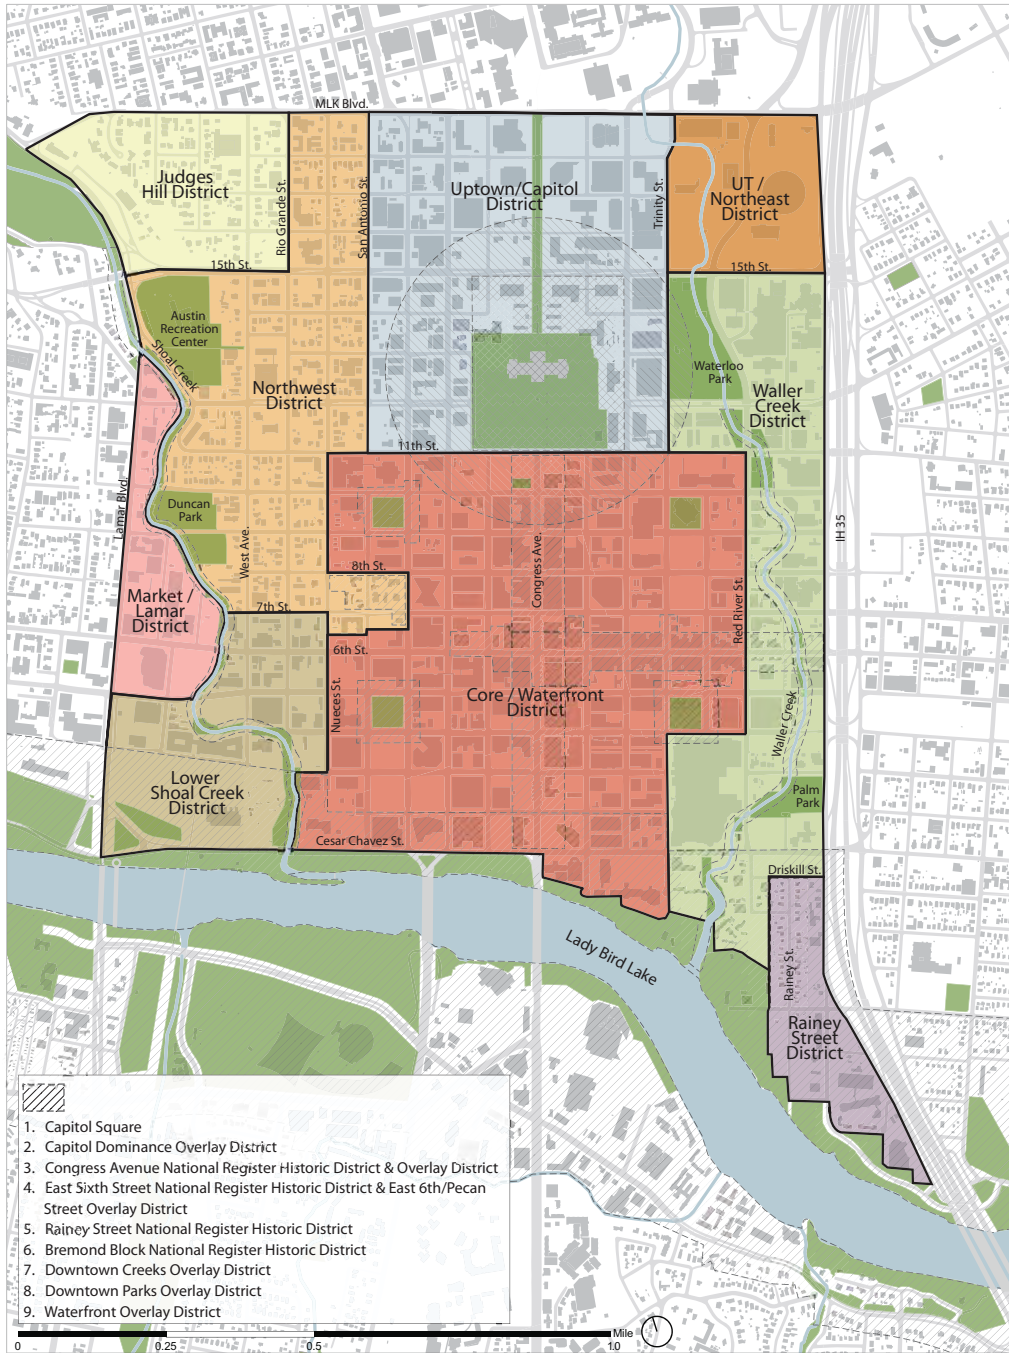 MLK Blvd.
Judges
Hill District
Rio Grande St.
San Antonio St.
Uptown/Capitol
District
Trinity St.
UT /
Northeast
District
15th St.
15th St.
Austin
Recreation
Center
Shoal Creek
Northwest
District
Waterloo
Park
Waller
Creek
District
11th St.
Lamar Blvd.
Duncan
Park
West Ave.
Congress Ave.
IH 35
8th St.
Market /
Lamar
District
7th St.
Red River St.
6th St.
Nueces St.
Core / Waterfront
District
Waller Creek
Lower
Shoal Creek
District
Palm
Park
Cesar Chavez St.
Driskill St.
Lady Bird Lake
Rainey St.
Rainey
Street
District
1. Capitol Square
2. Capitol Dominance Overlay District
3. Congress Avenue National Register Historic District & Overlay District
4. East Sixth Street National Register Historic District & East 6th/Pecan
Street Overlay District
5. Rainey Street National Register Historic District
6. Bremond Block National Register Historic District
7. Downtown Creeks Overlay District
8. Downtown Parks Overlay District
9. Waterfront Overlay District
Mile
0 0.25 0.5 1.0